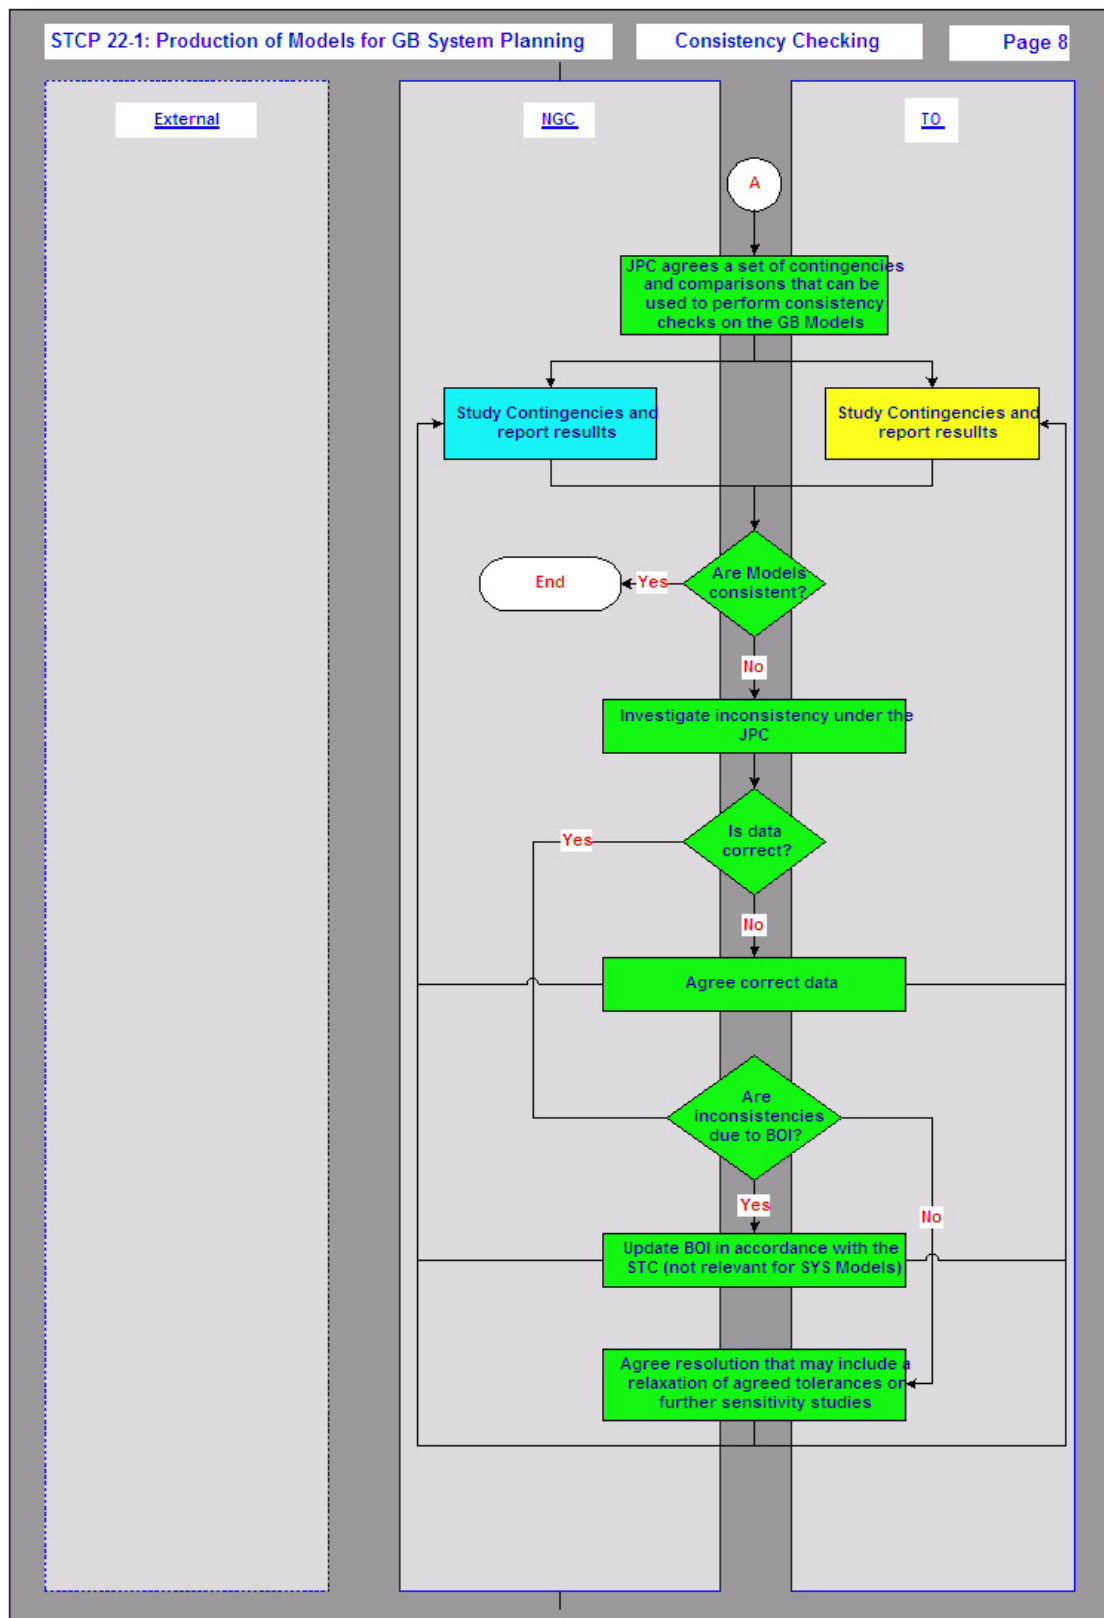 STCP 22-1: Production of Models for GB System Planning
Consistency Checking
Page 8
External
NGC
TO
A
JPC agrees a set of contingencies
and comparisons that can be
used to perform consistency
checks on the GB Models
Study Contingencies and
report resullts
Study Contingencies and
report resullts
Are Models
consistent?
Yes
End
No
Investigate inconsistency under the
JPC
Is data
correct?
Yes
No
Agree correct data
Are
inconsistencies
due to BOI?
Yes
No
Update BOI in accordance with the
STC (not relevant for SYS Models)
Agree resolution that may include a
relaxation of agreed tolerances or
further sensitivity studies